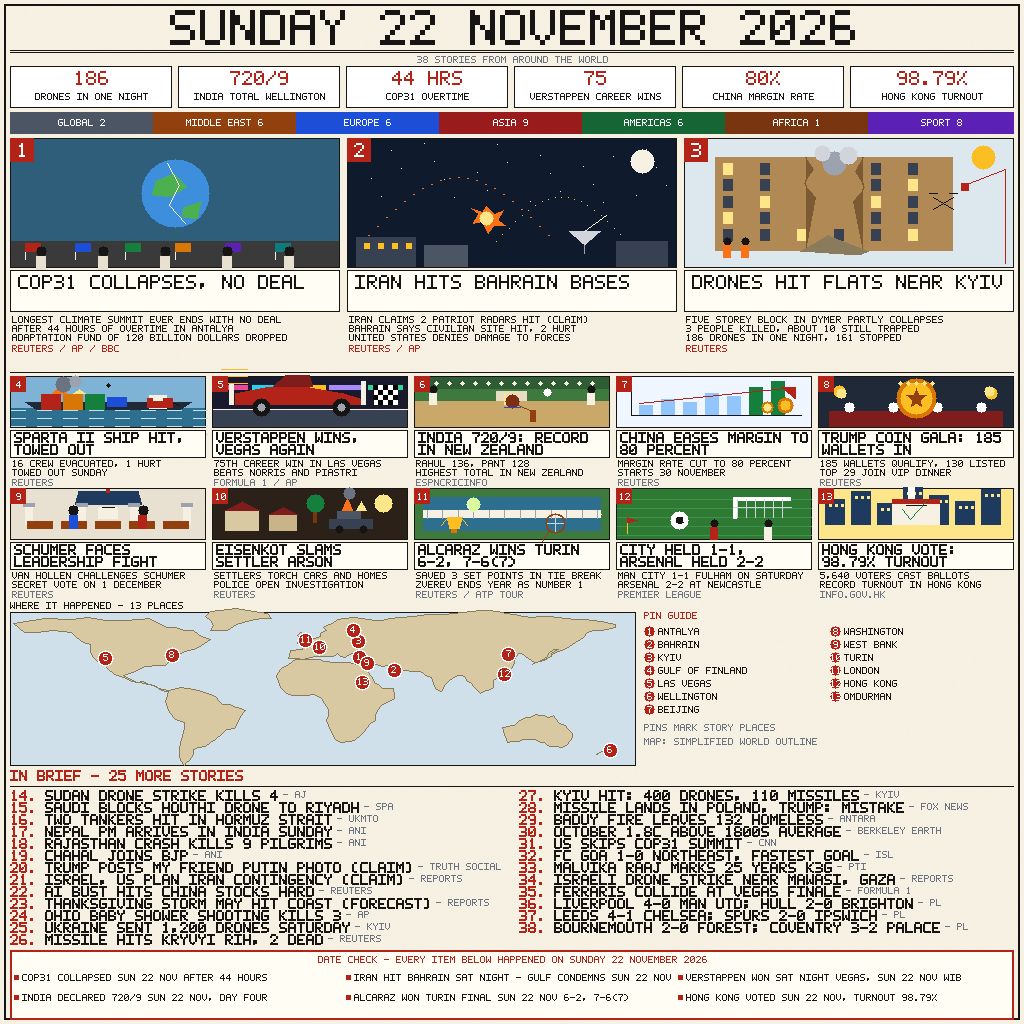 SUNDAY 22 NOVEMBER 2026
38 STORIES FROM AROUND THE WORLD
186
DRONES IN ONE NIGHT
720/9
INDIA TOTAL WELLINGTON
44 HRS
COP31 OVERTIME
75
VERSTAPPEN CAREER WINS
80%
CHINA MARGIN RATE
98.79%
HONG KONG TURNOUT
GLOBAL 2
MIDDLE EAST 6
EUROPE 6
ASIA 9
AMERICAS 6
AFRICA 1
SPORT 8
1
COP31 COLLAPSES, NO DEAL
LONGEST CLIMATE SUMMIT EVER ENDS WITH NO DEAL
AFTER 44 HOURS OF OVERTIME IN ANTALYA
ADAPTATION FUND OF 120 BILLION DOLLARS DROPPED
REUTERS / AP / BBC
2
IRAN HITS BAHRAIN BASES
IRAN CLAIMS 2 PATRIOT RADARS HIT (CLAIM)
BAHRAIN SAYS CIVILIAN SITE HIT, 2 HURT
UNITED STATES DENIES DAMAGE TO FORCES
REUTERS / AP
3
DRONES HIT FLATS NEAR KYIV
FIVE STOREY BLOCK IN DYMER PARTLY COLLAPSES
3 PEOPLE KILLED, ABOUT 10 STILL TRAPPED
186 DRONES IN ONE NIGHT, 161 STOPPED
REUTERS
4
SPARTA II SHIP HIT,
TOWED OUT
16 CREW EVACUATED, 1 HURT
TOWED OUT SUNDAY
REUTERS
5
VERSTAPPEN WINS,
VEGAS AGAIN
75TH CAREER WIN IN LAS VEGAS
BEATS NORRIS AND PIASTRI
FORMULA 1 / AP
6
INDIA 720/9: RECORD
IN NEW ZEALAND
RAHUL 136, PANT 128
HIGHEST TOTAL IN NEW ZEALAND
ESPNCRICINFO
7
CHINA EASES MARGIN TO
80 PERCENT
MARGIN RATE CUT TO 80 PERCENT
STARTS 30 NOVEMBER
REUTERS
8
TRUMP COIN GALA: 185
WALLETS IN
185 WALLETS QUALIFY, 130 LISTED
TOP 29 JOIN VIP DINNER
REUTERS
9
SCHUMER FACES
LEADERSHIP FIGHT
VAN HOLLEN CHALLENGES SCHUMER
SECRET VOTE ON 1 DECEMBER
REUTERS
10
EISENKOT SLAMS
SETTLER ARSON
SETTLERS TORCH CARS AND HOMES
POLICE OPEN INVESTIGATION
REUTERS
11
ALCARAZ WINS TURIN
6-2, 7-6(7)
SAVED 3 SET POINTS IN TIE BREAK
ZVEREV ENDS YEAR AS NUMBER 1
REUTERS / ATP TOUR
12
CITY HELD 1-1,
ARSENAL HELD 2-2
MAN CITY 1-1 FULHAM ON SATURDAY
ARSENAL 2-2 AT NEWCASTLE
PREMIER LEAGUE
13
HONG KONG VOTE:
98.79% TURNOUT
5,640 VOTERS CAST BALLOTS
RECORD TURNOUT IN HONG KONG
INFO.GOV.HK
WHERE IT HAPPENED - 13 PLACES
11
10
4
3
1
9
2
13
5
8
7
12
6
PIN GUIDE
1 ANTALYA
2 BAHRAIN
3 KYIV
4 GULF OF FINLAND
5 LAS VEGAS
6 WELLINGTON
7 BEIJING
8 WASHINGTON
9 WEST BANK
10 TURIN
11 LONDON
12 HONG KONG
13 OMDURMAN
PINS MARK STORY PLACES
MAP: SIMPLIFIED WORLD OUTLINE
IN BRIEF - 25 MORE STORIES
14. SUDAN DRONE STRIKE KILLS 4 - AJ
15. SAUDI BLOCKS HOUTHI DRONE TO RIYADH - SPA
16. TWO TANKERS HIT IN HORMUZ STRAIT - UKMTO
17. NEPAL PM ARRIVES IN INDIA SUNDAY - ANI
18. RAJASTHAN CRASH KILLS 9 PILGRIMS - ANI
19. CHAHAL JOINS BJP - ANI
20. TRUMP POSTS MY FRIEND PUTIN PHOTO (CLAIM) - TRUTH SOCIAL
21. ISRAEL, US PLAN IRAN CONTINGENCY (CLAIM) - REPORTS
22. AI BUST HITS CHINA STOCKS HARD - REUTERS
23. THANKSGIVING STORM MAY HIT COAST (FORECAST) - REPORTS
24. OHIO BABY SHOWER SHOOTING KILLS 3 - AP
25. UKRAINE SENT 1,200 DRONES SATURDAY - KYIV
26. MISSILE HITS KRYVYI RIH, 2 DEAD - REUTERS
27. KYIV HIT: 400 DRONES, 110 MISSILES - KYIV
28. MISSILE LANDS IN POLAND, TRUMP: MISTAKE - FOX NEWS
29. BADUY FIRE LEAVES 132 HOMELESS - ANTARA
30. OCTOBER 1.8C ABOVE 1800S AVERAGE - BERKELEY EARTH
31. US SKIPS COP31 SUMMIT - CNN
32. FC GOA 1-0 NORTHEAST, FASTEST GOAL - ISL
33. MALVIKA RAAJ MARKS 25 YEARS K3G - PTI
34. ISRAELI DRONE STRIKE NEAR MAWASI, GAZA - REPORTS
35. FERRARIS COLLIDE AT VEGAS FINALE - FORMULA 1
36. LIVERPOOL 4-0 MAN UTD: HULL 2-0 BRIGHTON - PL
37. LEEDS 4-1 CHELSEA: SPURS 2-0 IPSWICH - PL
38. BOURNEMOUTH 2-0 FOREST: COVENTRY 3-2 PALACE - PL
DATE CHECK - EVERY ITEM BELOW HAPPENED ON SUNDAY 22 NOVEMBER 2026
COP31 COLLAPSED SUN 22 NOV AFTER 44 HOURS
IRAN HIT BAHRAIN SAT NIGHT - GULF CONDEMNS SUN 22 NOV
VERSTAPPEN WON SAT NIGHT VEGAS, SUN 22 NOV WIB
INDIA DECLARED 720/9 SUN 22 NOV, DAY FOUR
ALCARAZ WON TURIN FINAL SUN 22 NOV 6-2, 7-6(7)
HONG KONG VOTED SUN 22 NOV, TURNOUT 98.79%